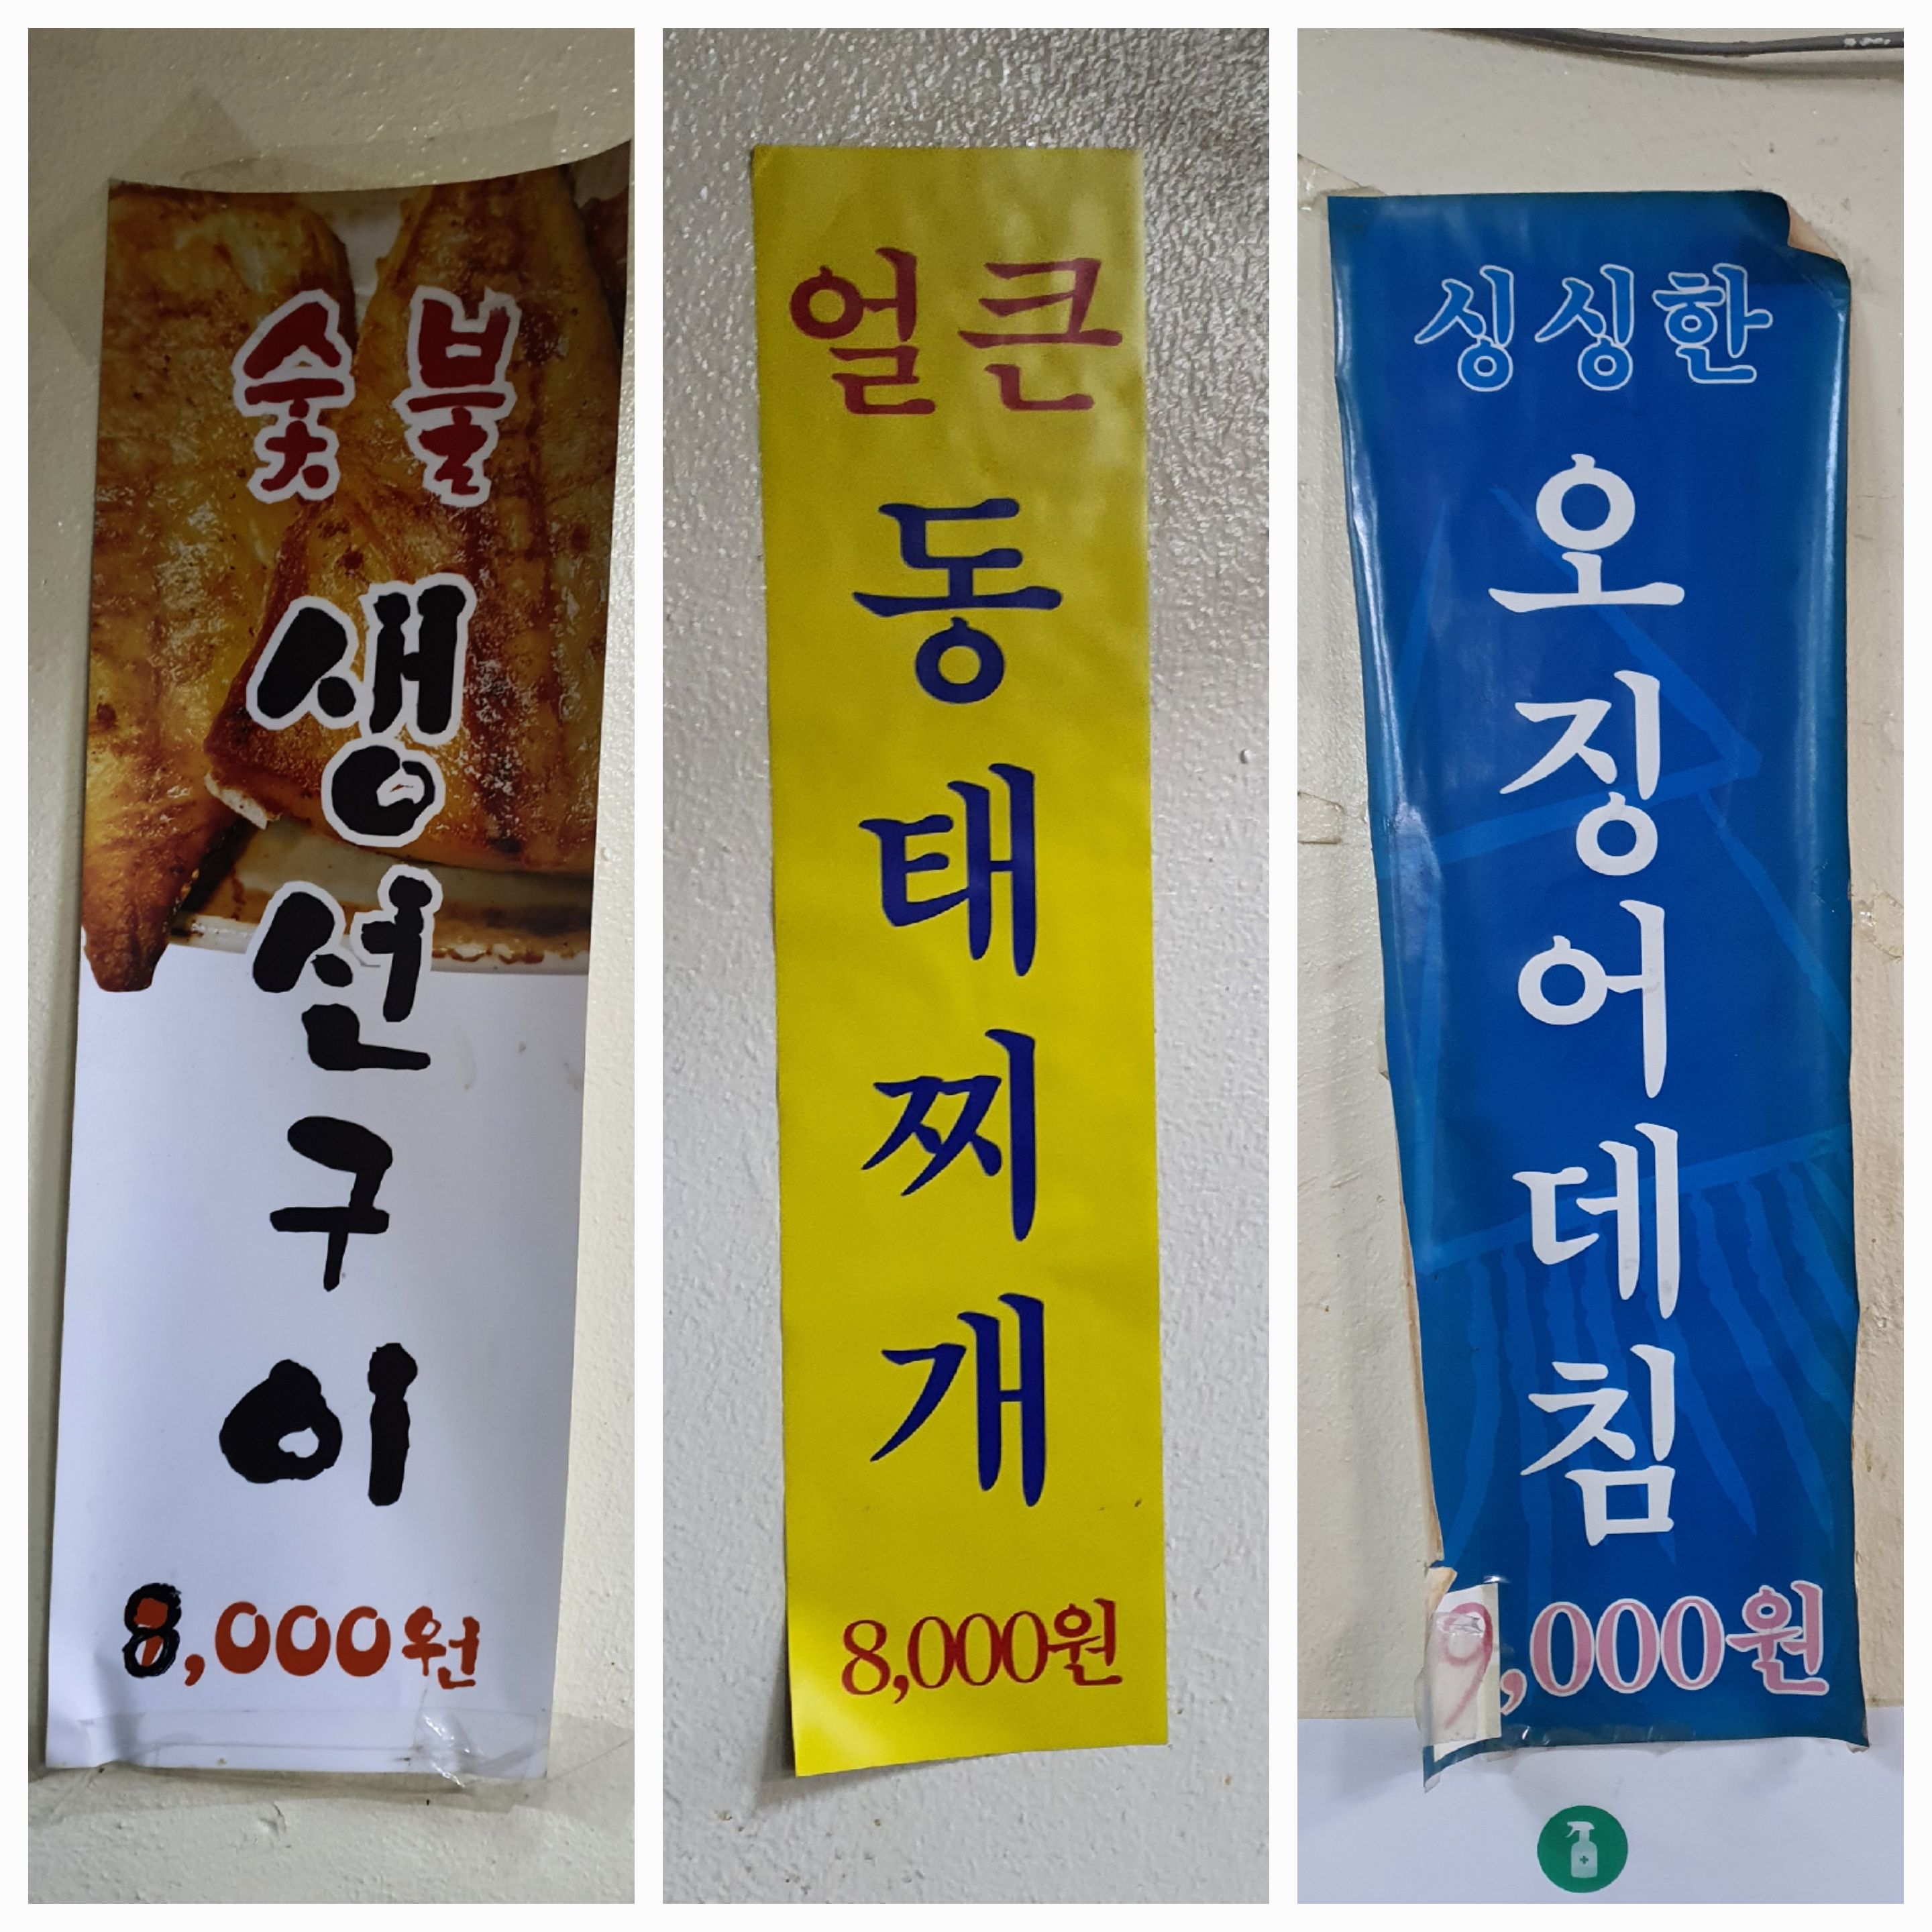 숯불
생선구이
8,000원
얼큰
동태찌개
8,000원
싱싱한
오징어데침
9,000원